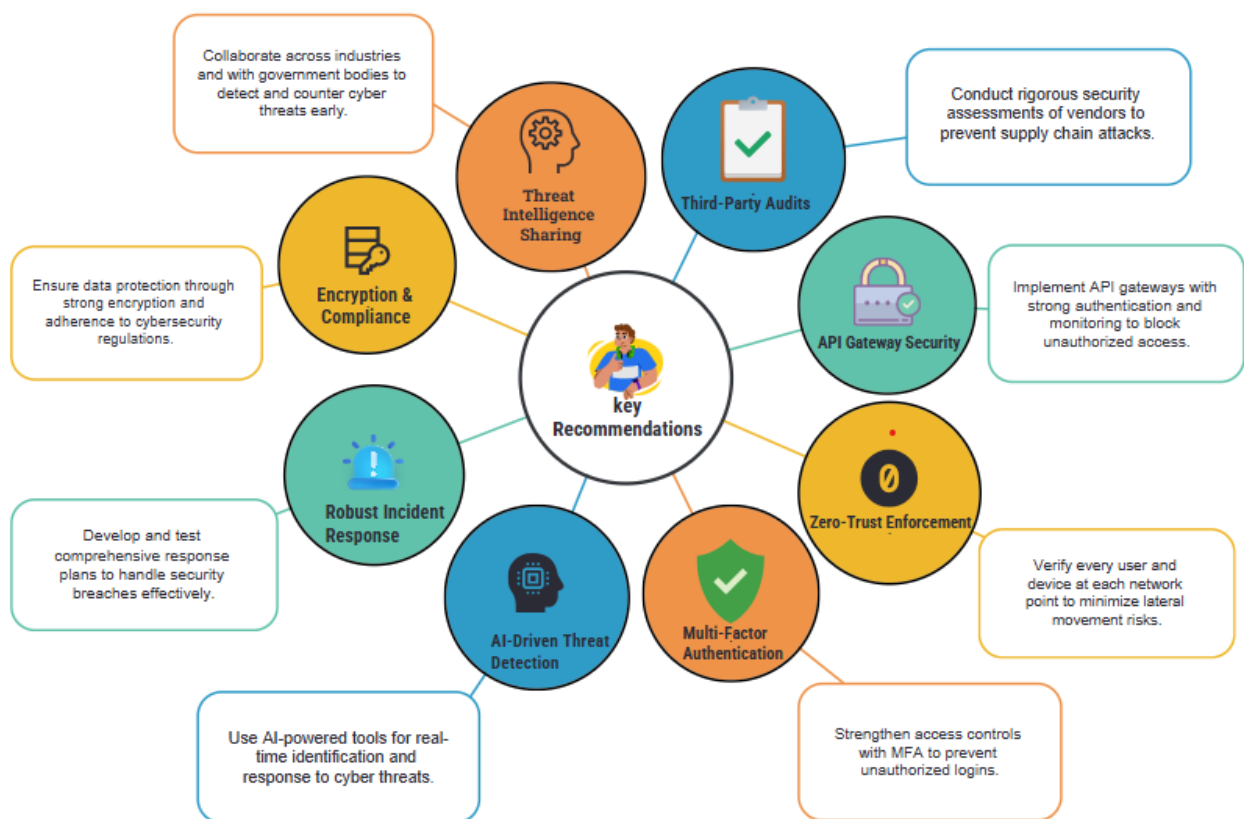 Collaborate across industries
and with government bodies to
detect and counter cyber
threats early.
Threat
Intelligence
Sharing
Third-Party Audits
Conduct rigorous security
assessments of vendors to
prevent supply chain attacks.
Encryption &
Compliance
Ensure data protection through
strong encryption and
adherence to cybersecurity
regulations.
API Gateway Security
Implement API gateways with
strong authentication and
monitoring to block
unauthorized access.
key
Recommendations
Robust Incident
Response
Develop and test
comprehensive response
plans to handle security
breaches effectively.
0
Zero-Trust Enforcement
Verify every user and
device at each network
point to minimize lateral
movement risks.
AI-Driven Threat
Detection
Use AI-powered tools for real-
time identification and
response to cyber threats.
Multi-Factor
Authentication
Strengthen access controls
with MFA to prevent
unauthorized logins.